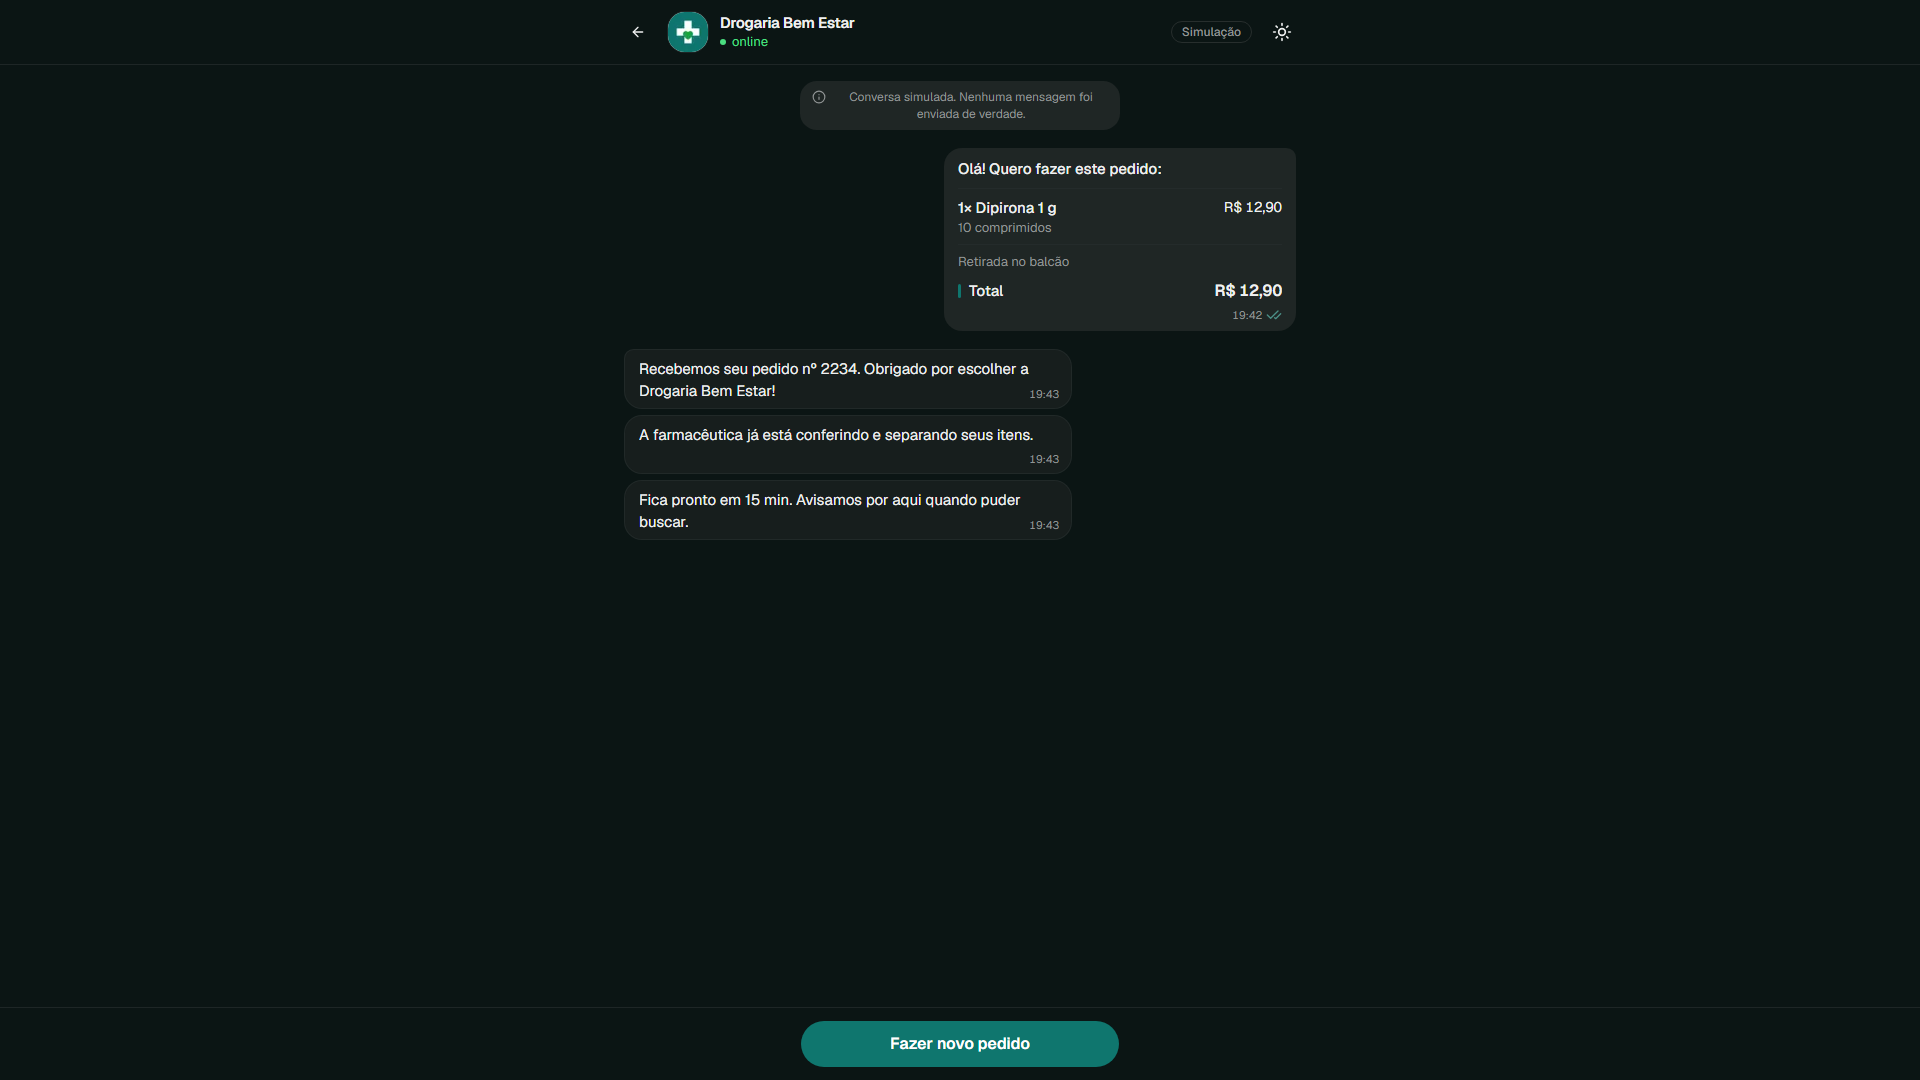 Drogaria Bem Estar
online
Simulação
Conversa simulada. Nenhuma mensagem foi
enviada de verdade.
Olá! Quero fazer este pedido:
1× Dipirona 1 g
R$ 12,90
10 comprimidos
Retirada no balcão
Total
R$ 12,90
19:42
Recebemos seu pedido nº 2234. Obrigado por escolher a
Drogaria Bem Estar!
19:43
A farmacêutica já está conferindo e separando seus itens.
19:43
Fica pronto em 15 min. Avisamos por aqui quando puder
buscar.
19:43
Fazer novo pedido